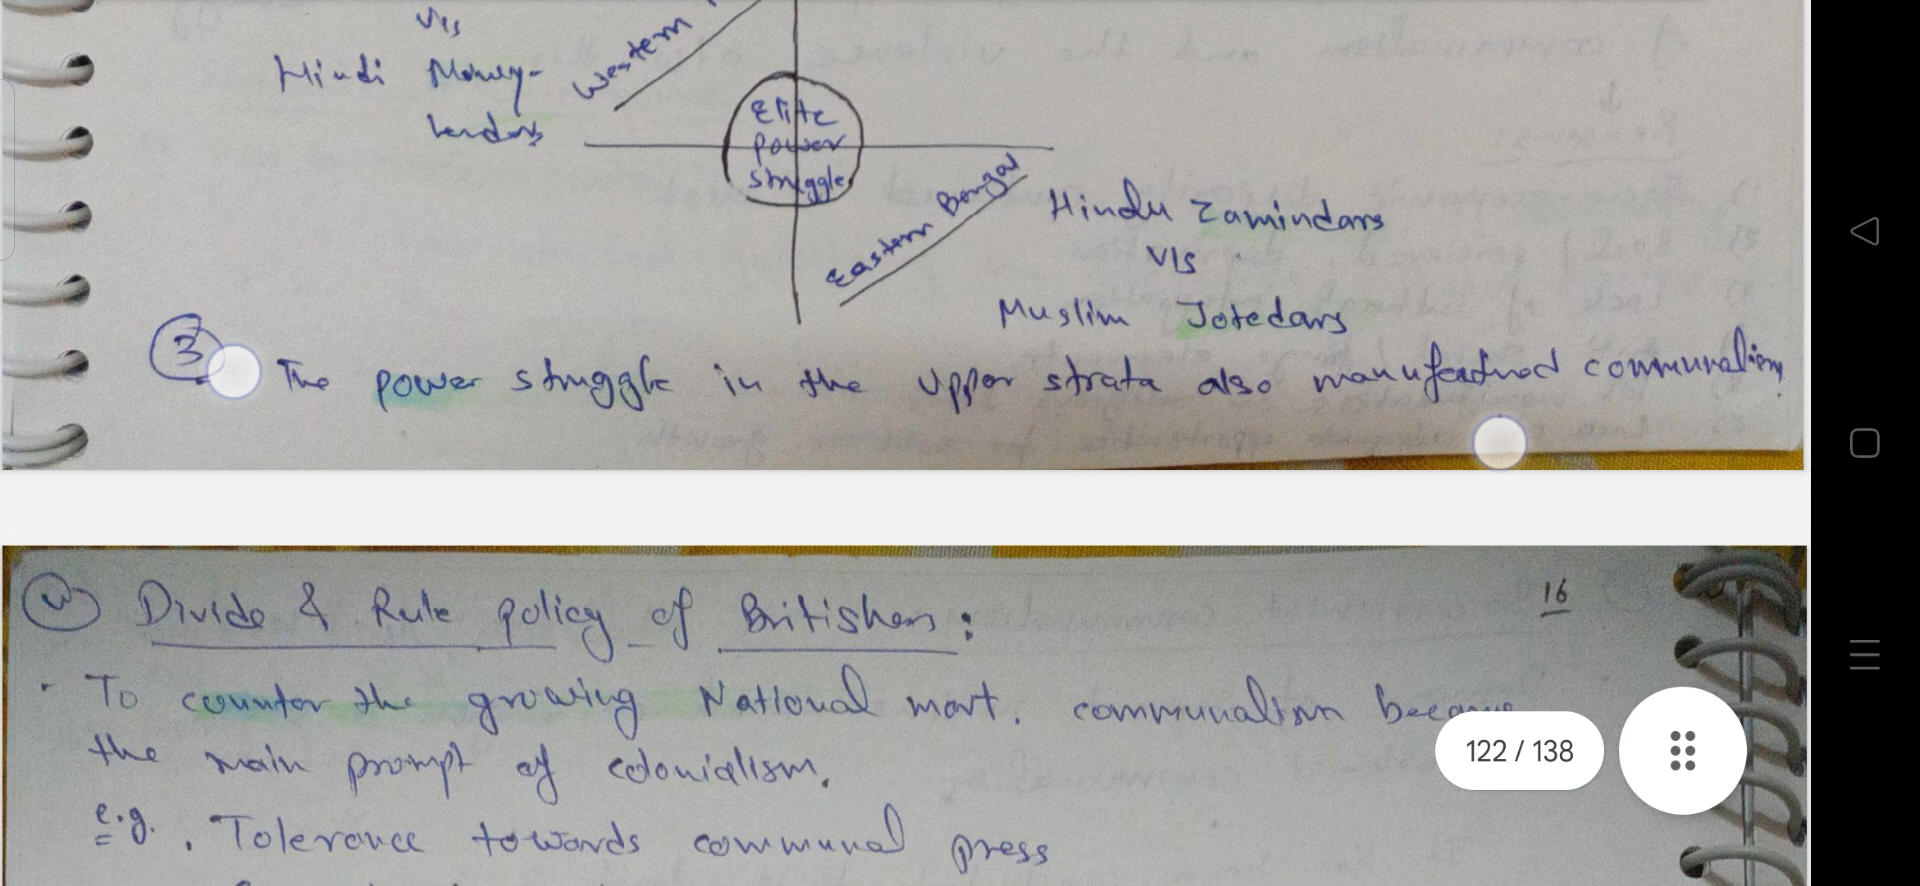 V/s
Hindi Money-
lenders
Western
Elite
power
struggle
Eastern Bengal
Hindu Zamindars
V/s
Muslim Jotedars
3 The power struggle in the upper strata also manufactured communalism.
16
Divide & Rule policy of Britishers:
· To counter the growing National mov't. communalism became
the main prompt of colonialism.
e.g. . Tolerance towards communal press
122 / 138